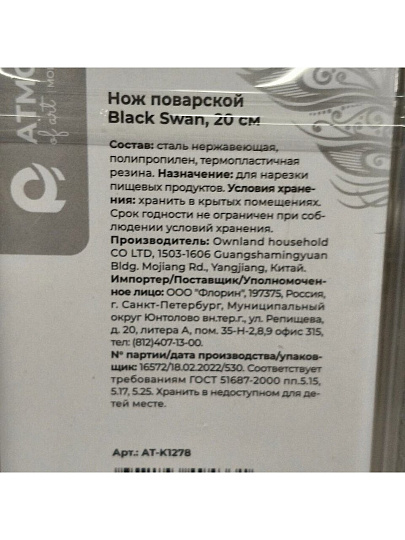 ATMO
of art
МО
Нож поварской
Black Swan, 20 см
Состав: сталь нержавеющая,
полипропилен, термопластичная
резина. Назначение: для нарезки
пищевых продуктов. Условия хране-
ния: хранить в крытых помещениях.
Срок годности не ограничен при соб-
людении условий хранения.
Производитель: Ownland household
CO LTD, 1503-1606 Guangshamingyuan
Bldg. Mojiang Rd., Yangjiang, Китай.
Импортер/Поставщик/Уполномочен-
ное лицо: ООО "Флорин", 197375, Россия,
г. Санкт-Петербург, Муниципальный
округ Юнтолово вн.тер.г., ул. Репищева,
д. 20, литера А, пом. 35-Н-2,8,9 офис 315,
тел: (812)407-13-00.
№ партии/дата производства/упаков-
щик: 16572/18.02.2022/530. Соответствует
требованиям ГОСТ 51687-2000 пп.5.15,
5.17, 5.25. Хранить в недоступном для де-
тей месте.
Арт.: AT-K1278